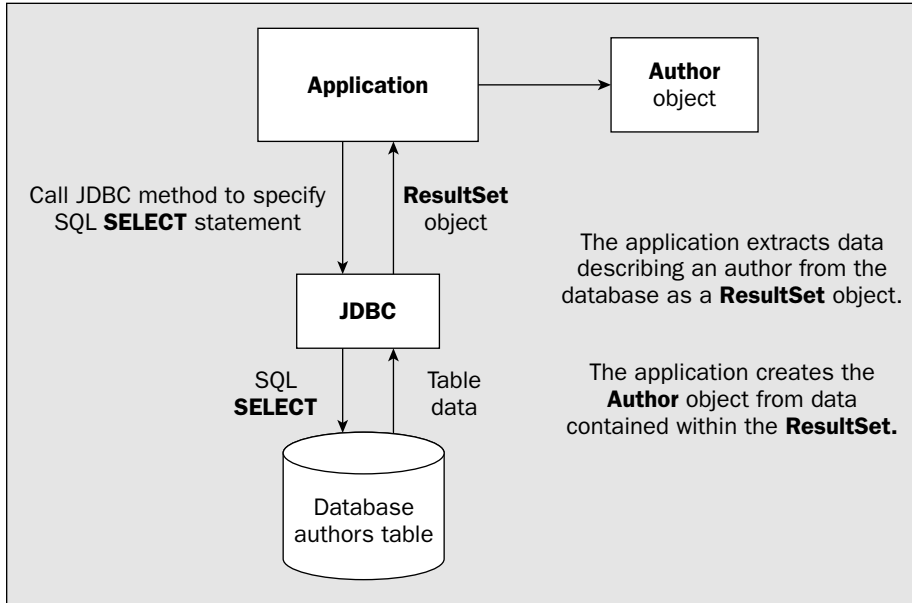 Application
Author
object
Call JDBC method to specify
SQL SELECT statement
ResultSet
object
The application extracts data
describing an author from the
database as a ResultSet object.
JDBC
SQL
SELECT
Table
data
The application creates the
Author object from data
contained within the ResultSet.
Database
authors table